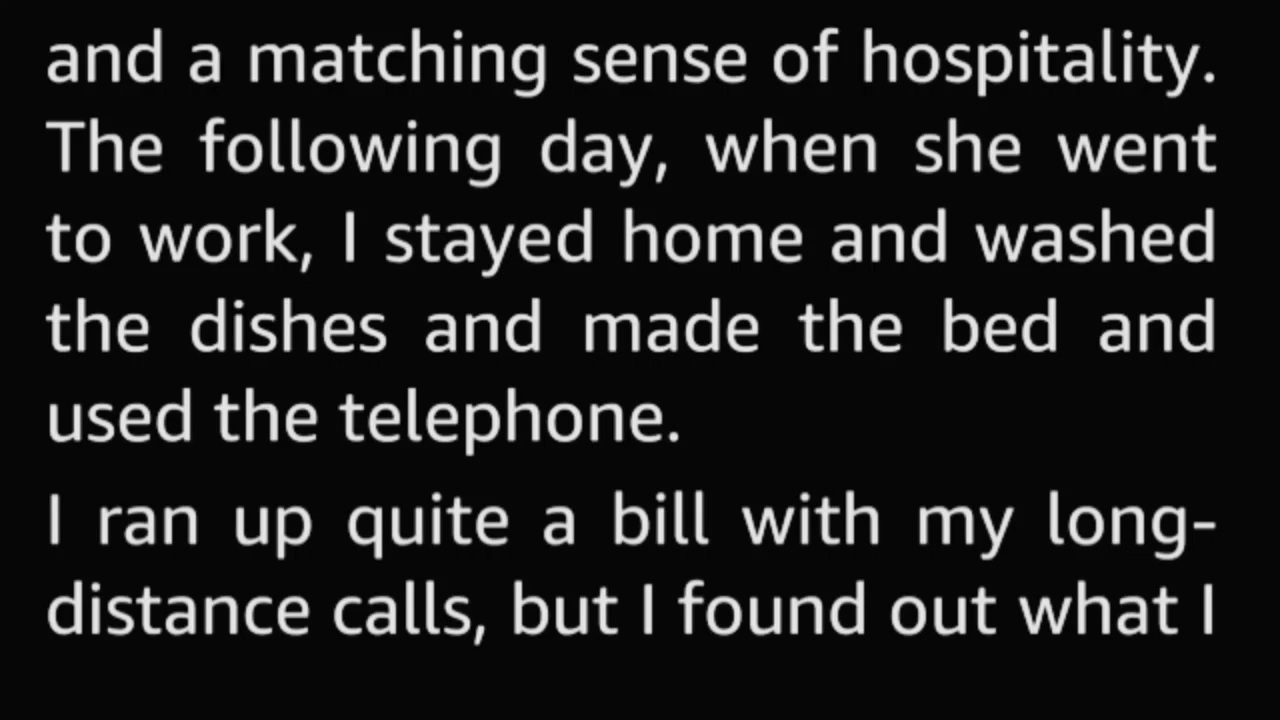 and a matching sense of hospitality.
The following day, when she went
to work, I stayed home and washed
the dishes and made the bed and
used the telephone.
I ran up quite a bill with my long-
distance calls, but I found out what I